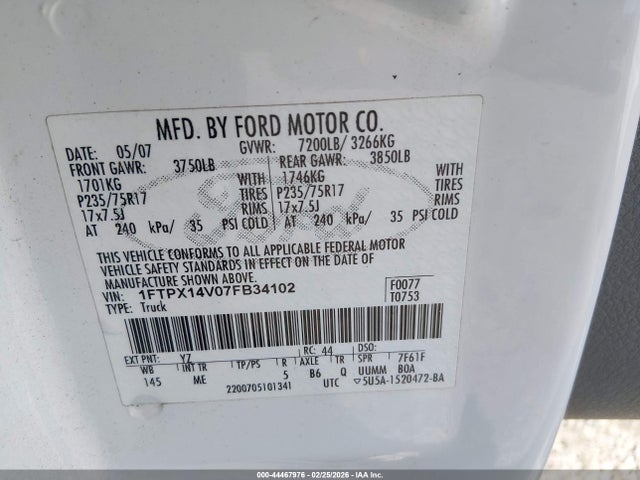 MFD. BY FORD MOTOR CO.
DATE: 05/07 GVWR: 7200LB/ 3266KG
FRONT GAWR: 3750LB REAR GAWR: 3850LB
1701KG WITH 1746KG WITH
P235/75R17 TIRES P235/75R17 TIRES
17x7.5J RIMS 17x7.5J RIMS
AT 240 kPa/ 35 PSI COLD AT 240 kPa/ 35 PSI COLD
Ford
THIS VEHICLE CONFORMS TO ALL APPLICABLE FEDERAL MOTOR
VEHICLE SAFETY STANDARDS IN EFFECT ON THE DATE OF
MANUFACTURE SHOWN ABOVE.
VIN: 1FTPX14V07FB34102 F0077
TYPE: Truck T0753
EXT PNT: YZ RC: 44 DSO:
WB INT TR TP/PS R AXLE TR SPR 7F61F
145 ME 5 B6 Q UUMM BOA
2200705101341 UTC ▽5U5A-1520472-BA
000-44467976 - 02/25/2026 - IAA Inc.